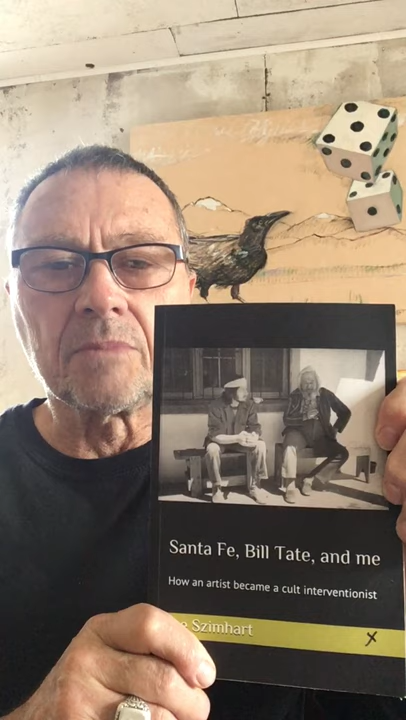 Santa Fe, Bill Tate, and me
How an artist became a cult interventionist
Szimhart